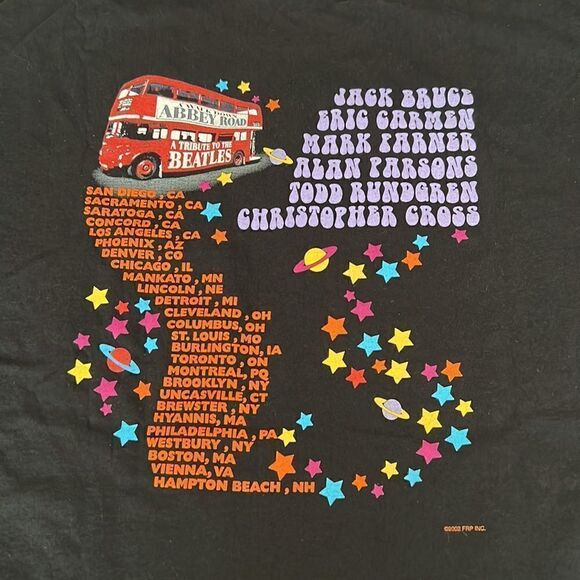 A WALK DOWN
ABBEY ROAD
A TRIBUTE TO THE
BEATLES
JACK BRUCE
ERIC CARMEN
MARK FARNER
ALAN PARSONS
TODD RUNDGREN
CHRISTOPHER CROSS
SAN DIEGO, CA
SACRAMENTO, CA
SARATOGA, CA
CONCORD, CA
LOS ANGELES, CA
PHOENIX, AZ
DENVER, CO
CHICAGO, IL
MANKATO, MN
LINCOLN, NE
DETROIT, MI
CLEVELAND, OH
COLUMBUS, OH
ST. LOUIS, MO
BURLINGTON, IA
TORONTO, ON
MONTREAL, PQ
BROOKLYN, NY
UNCASVILLE, CT
BREWSTER, NY
HYANNIS, MA
PHILADELPHIA, PA
WESTBURY, NY
BOSTON, MA
VIENNA, VA
HAMPTON BEACH, NH
©2002 FRP INC.